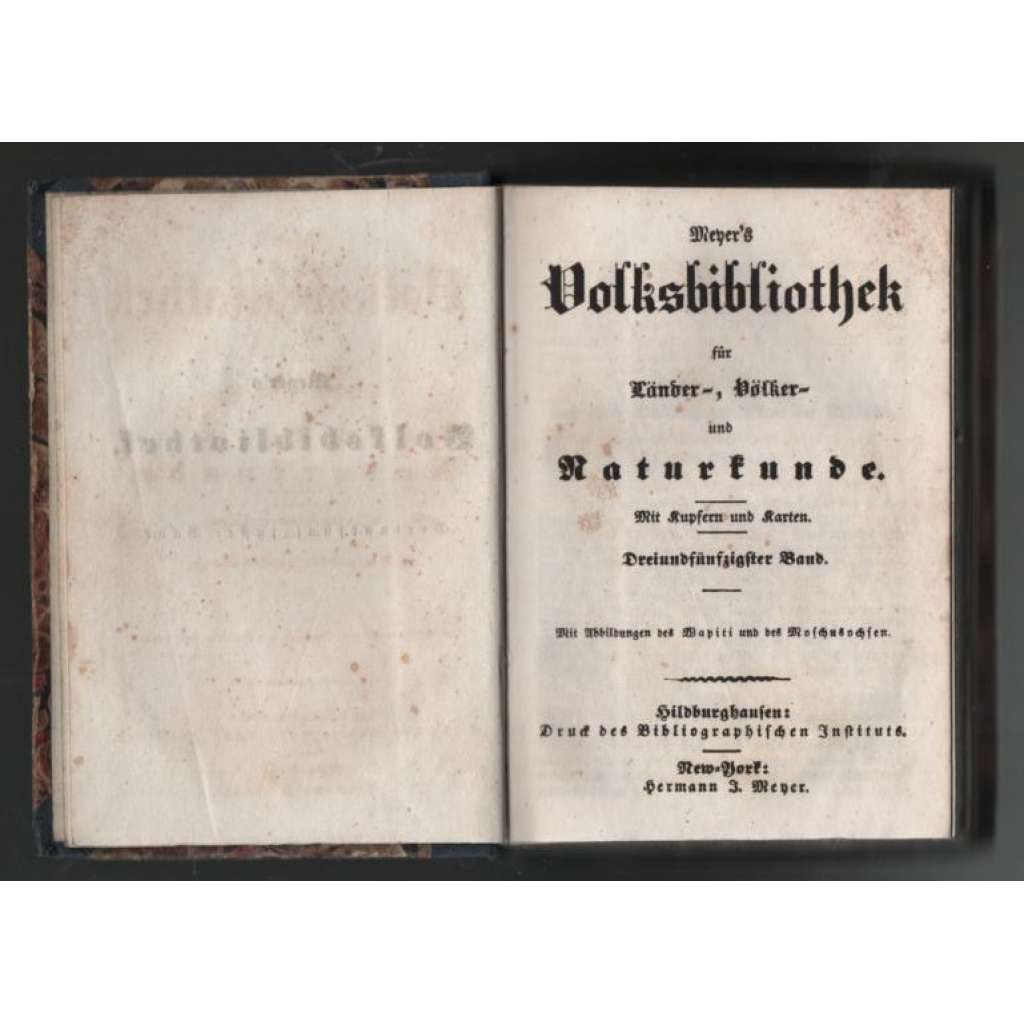 Meyer's
Volksbibliothek
für
Länder-, Völker-
und
Naturkunde.
Mit Kupfern und Karten.
Dreiundfünfzigster Band.
Mit Abbildungen des Wapiti und des Moschusochsen.
Hildburghausen:
Druck des Bibliographischen Instituts.
New-York:
Hermann J. Meyer.